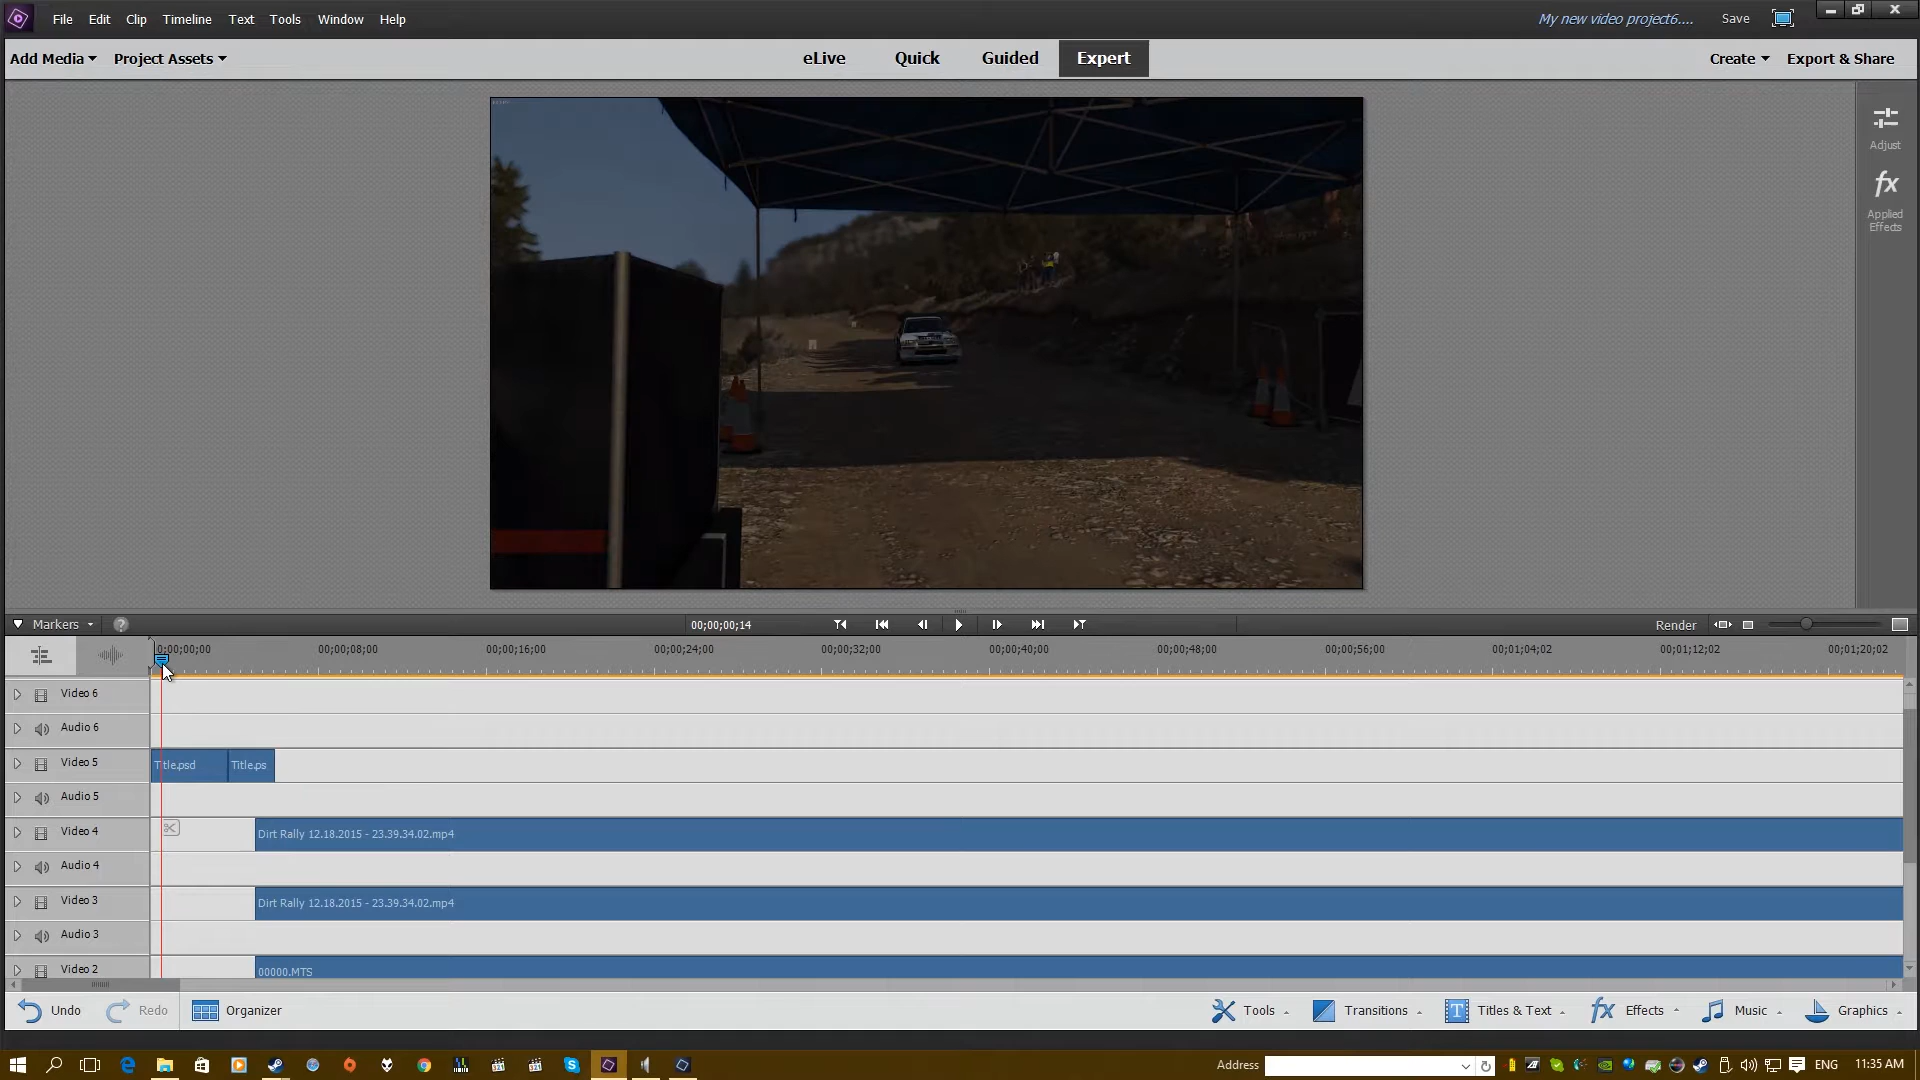 File Edit Clip Timeline Text Tools Window Help
My new video project6.... Save
Add Media Project Assets
eLive Quick Guided Expert
Create Export & Share
Adjust
fx
Applied
Effects
Markers ?
00;00;00;14
Render
0;00;00;00 00;00;08;00 00;00;16;00 00;00;24;00 00;00;32;00 00;00;40;00 00;00;48;00 00;00;56;00 00;01;04;02 00;01;12;02 00;01;20;02
Video 6
Audio 6
Video 5 Title.psd Title.ps
Audio 5
Video 4 Dirt Rally 12.18.2015 - 23.39.34.02.mp4
Audio 4
Video 3 Dirt Rally 12.18.2015 - 23.39.34.02.mp4
Audio 3
Video 2 00000.MTS
Undo Redo Organizer
Tools Transitions Titles & Text fx Effects Music Graphics
Address ENG 11:35 AM